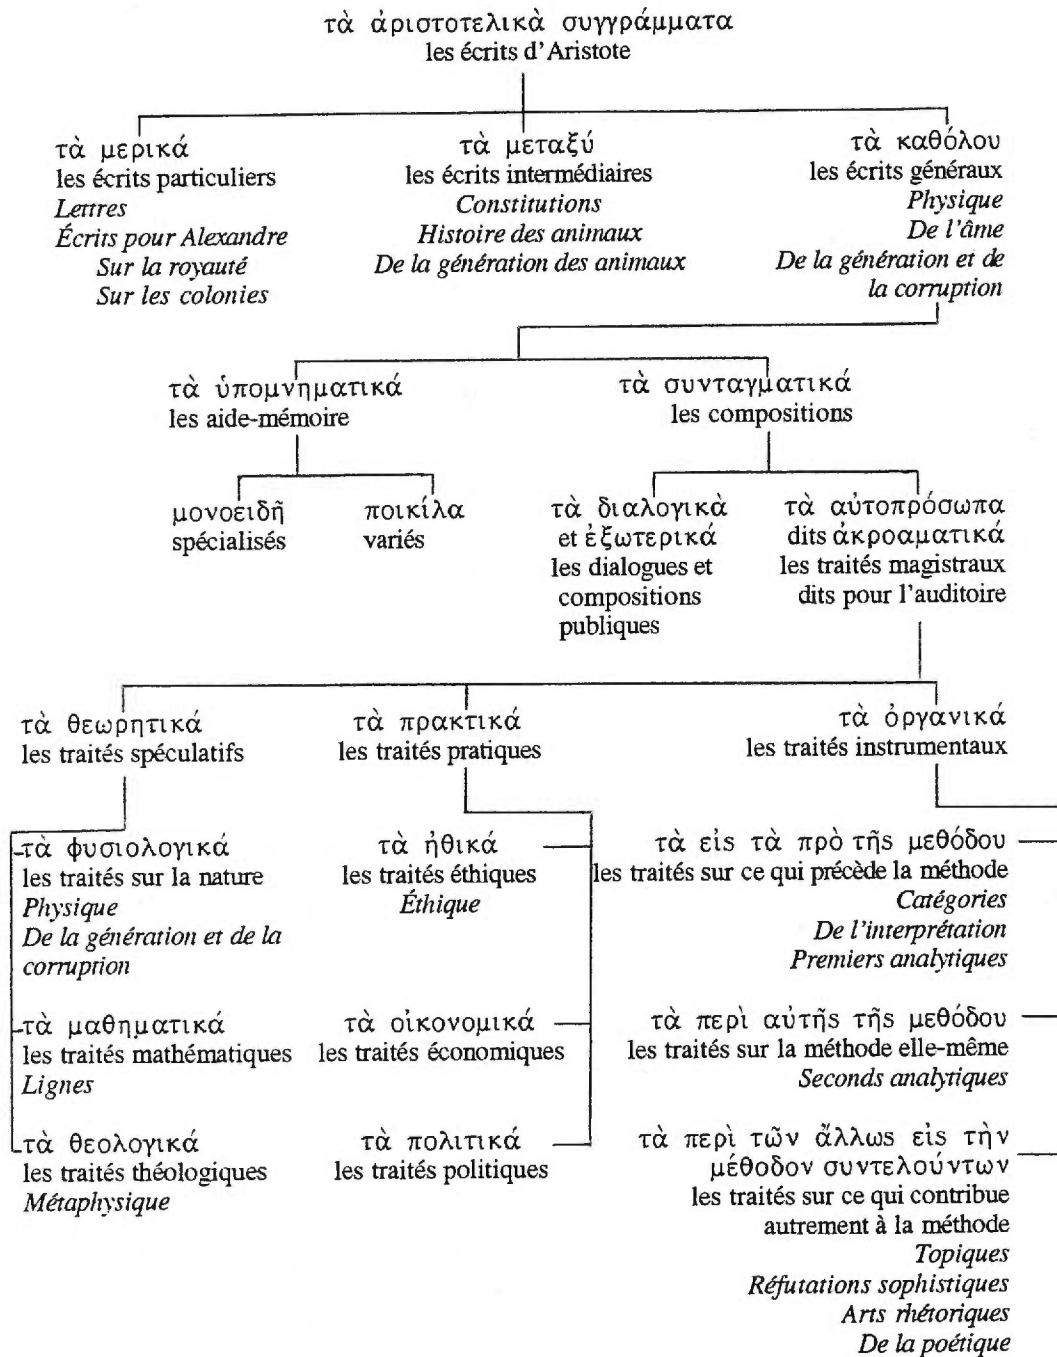 τὰ ἀριστοτελικὰ συγγράμματα
les écrits d'Aristote
τὰ μερικά
les écrits particuliers
Lettres
Écrits pour Alexandre
Sur la royauté
Sur les colonies
τὰ μεταξύ
les écrits intermédiaires
Constitutions
Histoire des animaux
De la génération des animaux
τὰ καθόλου
les écrits généraux
Physique
De l'âme
De la génération et de
la corruption
τὰ ὑπομνηματικά
les aide-mémoire
τὰ συνταγματικά
les compositions
μονοειδῆ
spécialisés
ποικίλα
variés
τὰ διαλογικὰ
et ἐξωτερικά
les dialogues et
compositions
publiques
τὰ αὐτοπρόσωπα
dits ἀκροαματικά
les traités magistraux
dits pour l'auditoire
τὰ θεωρητικά
les traités spéculatifs
τὰ πρακτικά
les traités pratiques
τὰ ὀργανικά
les traités instrumentaux
τὰ φυσιολογικά
les traités sur la nature
Physique
De la génération et de la
corruption
τὰ μαθηματικά
les traités mathématiques
Lignes
τὰ θεολογικά
les traités théologiques
Métaphysique
τὰ ἠθικά
les traités éthiques
Éthique
τὰ οἰκονομικά
les traités économiques
τὰ πολιτικά
les traités politiques
τὰ εἰς τὰ πρὸ τῆς μεθόδου
les traités sur ce qui précède la méthode
Catégories
De l'interprétation
Premiers analytiques
τὰ περὶ αὐτῆς τῆς μεθόδου
les traités sur la méthode elle-même
Seconds analytiques
τὰ περὶ τῶν ἄλλως εἰς τὴν
μέθοδον συντελούντων
les traités sur ce qui contribue
autrement à la méthode
Topiques
Réfutations sophistiques
Arts rhétoriques
De la poétique